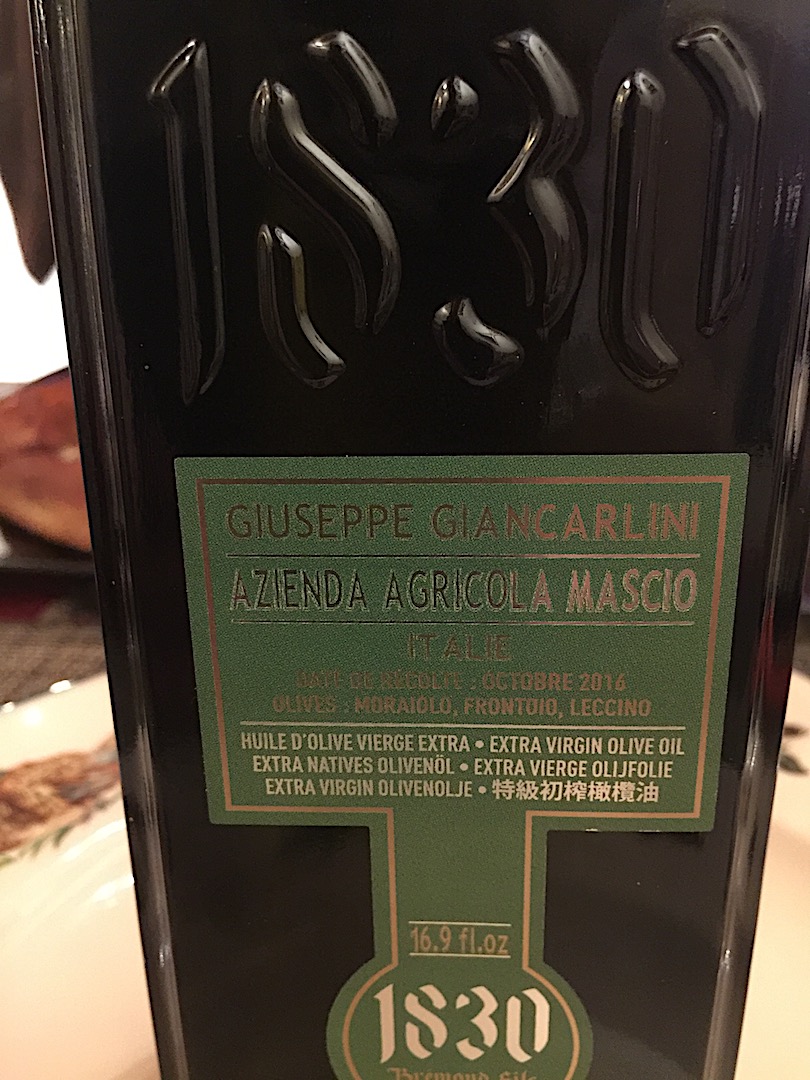 1830
GIUSEPPE GIANCARLINI
AZIENDA AGRICOLA MASCIO
ITALIE
DATE DE RÉCOLTE : OCTOBRE 2016
OLIVES : MORAIOLO, FRONTOIO, LECCINO
HUILE D'OLIVE VIERGE EXTRA • EXTRA VIRGIN OLIVE OIL
EXTRA NATIVES OLIVENÖL • EXTRA VIERGE OLIJFOLIE
EXTRA VIRGIN OLIVENOLJE • 特級初榨橄欖油
16.9 fl.oz
1830
Brémond Fils